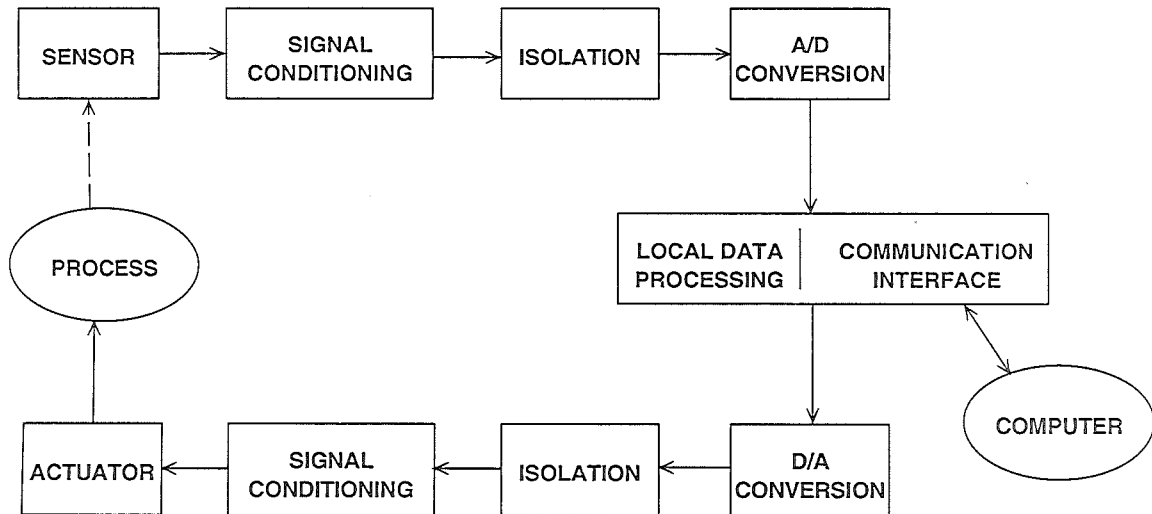 SENSOR
SIGNAL
CONDITIONING
ISOLATION
A/D
CONVERSION
PROCESS
LOCAL DATA
PROCESSING
COMMUNICATION
INTERFACE
COMPUTER
ACTUATOR
SIGNAL
CONDITIONING
ISOLATION
D/A
CONVERSION